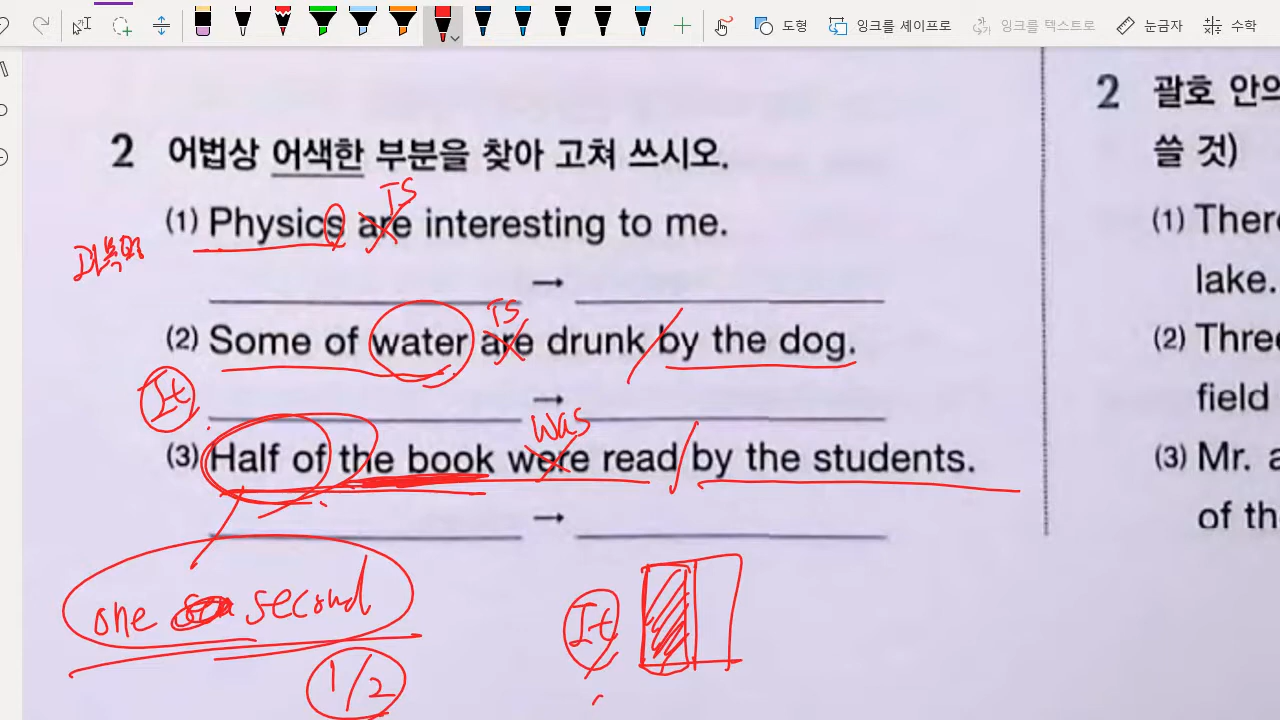 도형 잉크를 셰이프로 잉크를 텍스트로 눈금자 수학
2 어법상 어색한 부분을 찾아 고쳐 쓰시오.
IS
(1) Physics are interesting to me.
과목명
→
IS
(2) Some of water are drunk by the dog.
It
→
was
(3) Half of the book were read by the students.
→
one second
1/2
It
2 괄호 안의
쓸 것)
(1) There
lake.
(2) Three
field
(3) Mr. a
of th